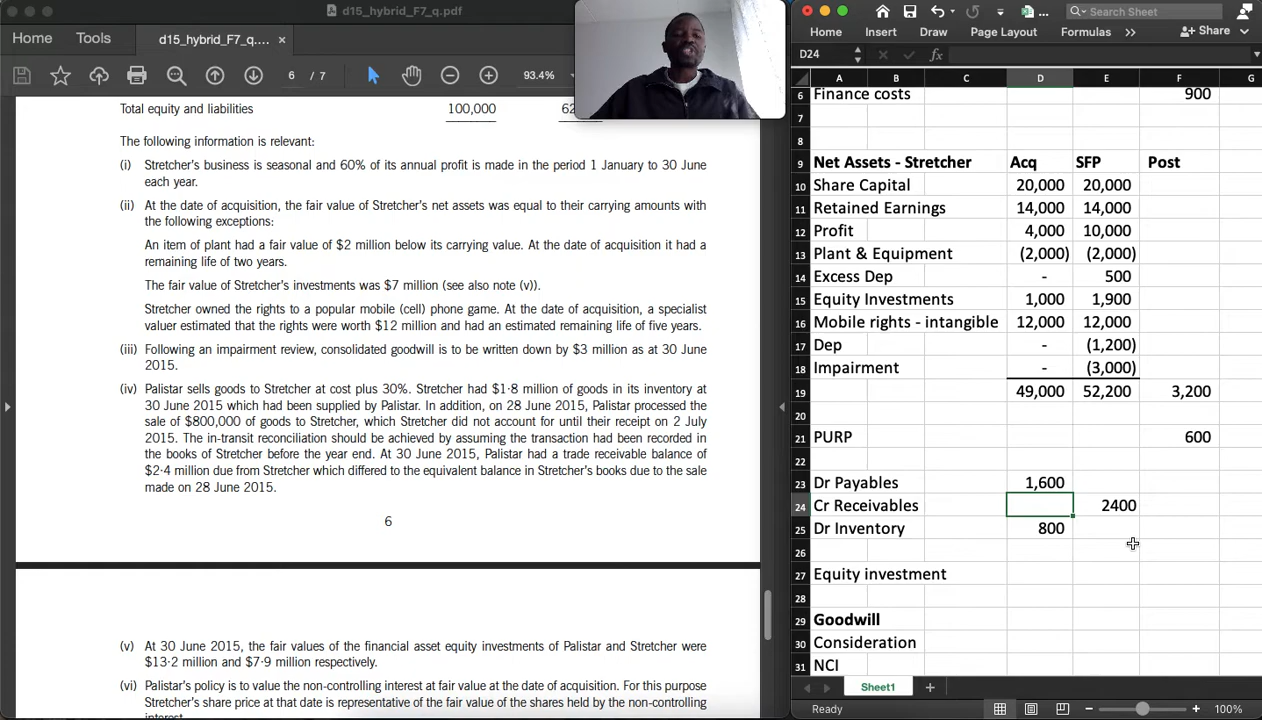 d15_hybrid_F7_q.pdf
Home Tools d15_hybrid_F7_q.... ×
6 / 7 93.4%
Total equity and liabilities 100,000
The following information is relevant:
(i) Stretcher's business is seasonal and 60% of its annual profit is made in the period 1 January to 30 June
each year.
(ii) At the date of acquisition, the fair value of Stretcher's net assets was equal to their carrying amounts with
the following exceptions:
An item of plant had a fair value of $2 million below its carrying value. At the date of acquisition it had a
remaining life of two years.
The fair value of Stretcher's investments was $7 million (see also note (v)).
Stretcher owned the rights to a popular mobile (cell) phone game. At the date of acquisition, a specialist
valuer estimated that the rights were worth $12 million and had an estimated remaining life of five years.
(iii) Following an impairment review, consolidated goodwill is to be written down by $3 million as at 30 June
2015.
(iv) Palistar sells goods to Stretcher at cost plus 30%. Stretcher had $1·8 million of goods in its inventory at
30 June 2015 which had been supplied by Palistar. In addition, on 28 June 2015, Palistar processed the
sale of $800,000 of goods to Stretcher, which Stretcher did not account for until their receipt on 2 July
2015. The in-transit reconciliation should be achieved by assuming the transaction had been recorded in
the books of Stretcher before the year end. At 30 June 2015, Palistar had a trade receivable balance of
$2·4 million due from Stretcher which differed to the equivalent balance in Stretcher's books due to the sale
made on 28 June 2015.
6
(v) At 30 June 2015, the fair values of the financial asset equity investments of Palistar and Stretcher were
$13·2 million and $7·9 million respectively.
(vi) Palistar's policy is to value the non-controlling interest at fair value at the date of acquisition. For this purpose
Stretcher's share price at that date is representative of the fair value of the shares held by the non-controlling
interest.
Search Sheet
Home Insert Draw Page Layout Formulas Share
D24 fx
A B C D E F G
6 Finance costs 900
7
8
9 Net Assets - Stretcher Acq SFP Post
10 Share Capital 20,000 20,000
11 Retained Earnings 14,000 14,000
12 Profit 4,000 10,000
13 Plant & Equipment (2,000) (2,000)
14 Excess Dep - 500
15 Equity Investments 1,000 1,900
16 Mobile rights - intangible 12,000 12,000
17 Dep - (1,200)
18 Impairment - (3,000)
19 49,000 52,200 3,200
20
21 PURP 600
22
23 Dr Payables 1,600
24 Cr Receivables 2400
25 Dr Inventory 800
26
27 Equity investment
28
29 Goodwill
30 Consideration
31 NCI
Sheet1
Ready 100%